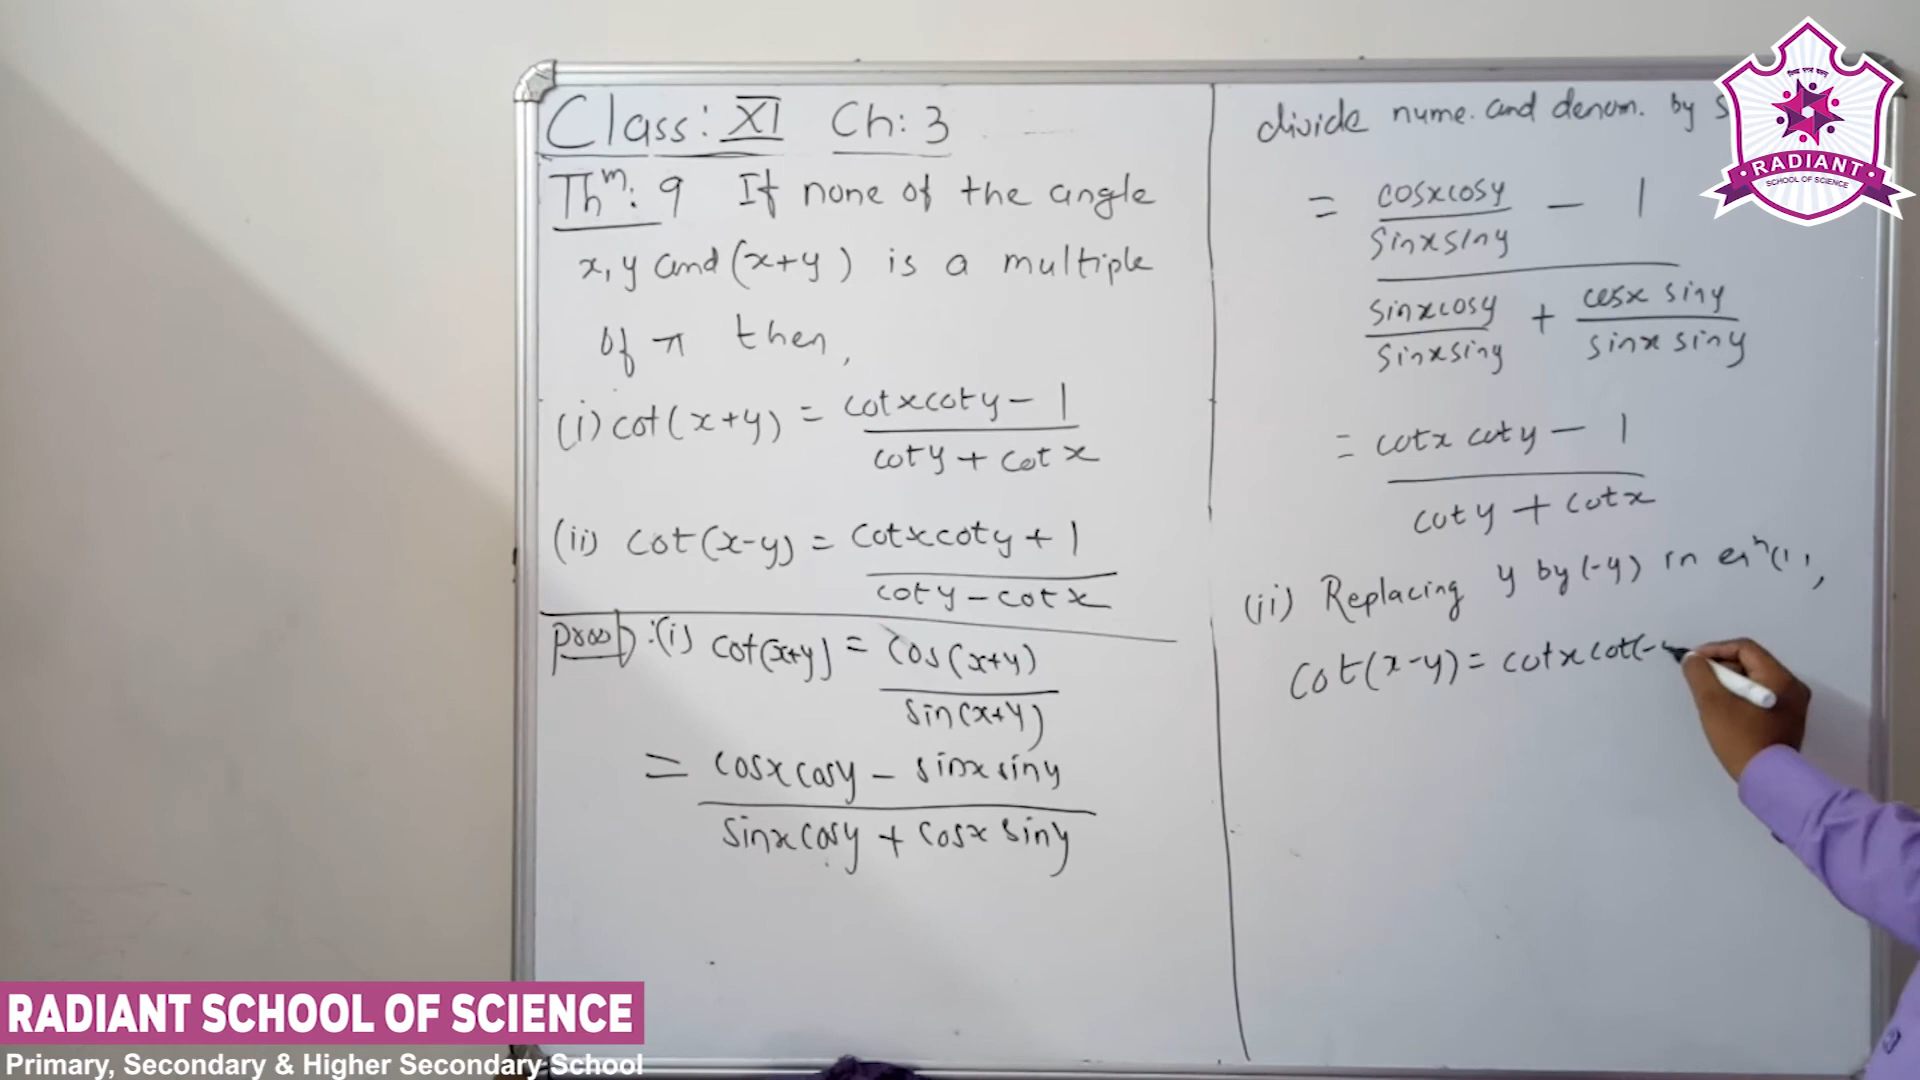 Class: XI Ch: 3
Thm: 9 If none of the angle
x, y and (x+y) is a multiple
of π then,
(i) cot(x+y) = cotxcoty - 1
coty + cotx
(ii) cot(x-y) = cotxcoty + 1
coty - cotx
Proof: (i) cot(x+y) = cos(x+y)
sin(x+y)
= cosxcosy - sinxsiny
sinxcosy + cosxsiny
divide nume. and denom. by s
= cosxcosy - 1
sinxsiny
sinxcosy + cosx siny
sinxsiny sinx siny
= cotx coty - 1
coty + cotx
(ii) Replacing y by (-y) in eqn (1),
cot(x-y) = cotxcot(-y
RADIANT
SCHOOL OF SCIENCE
RADIANT SCHOOL OF SCIENCE
Primary, Secondary & Higher Secondary School